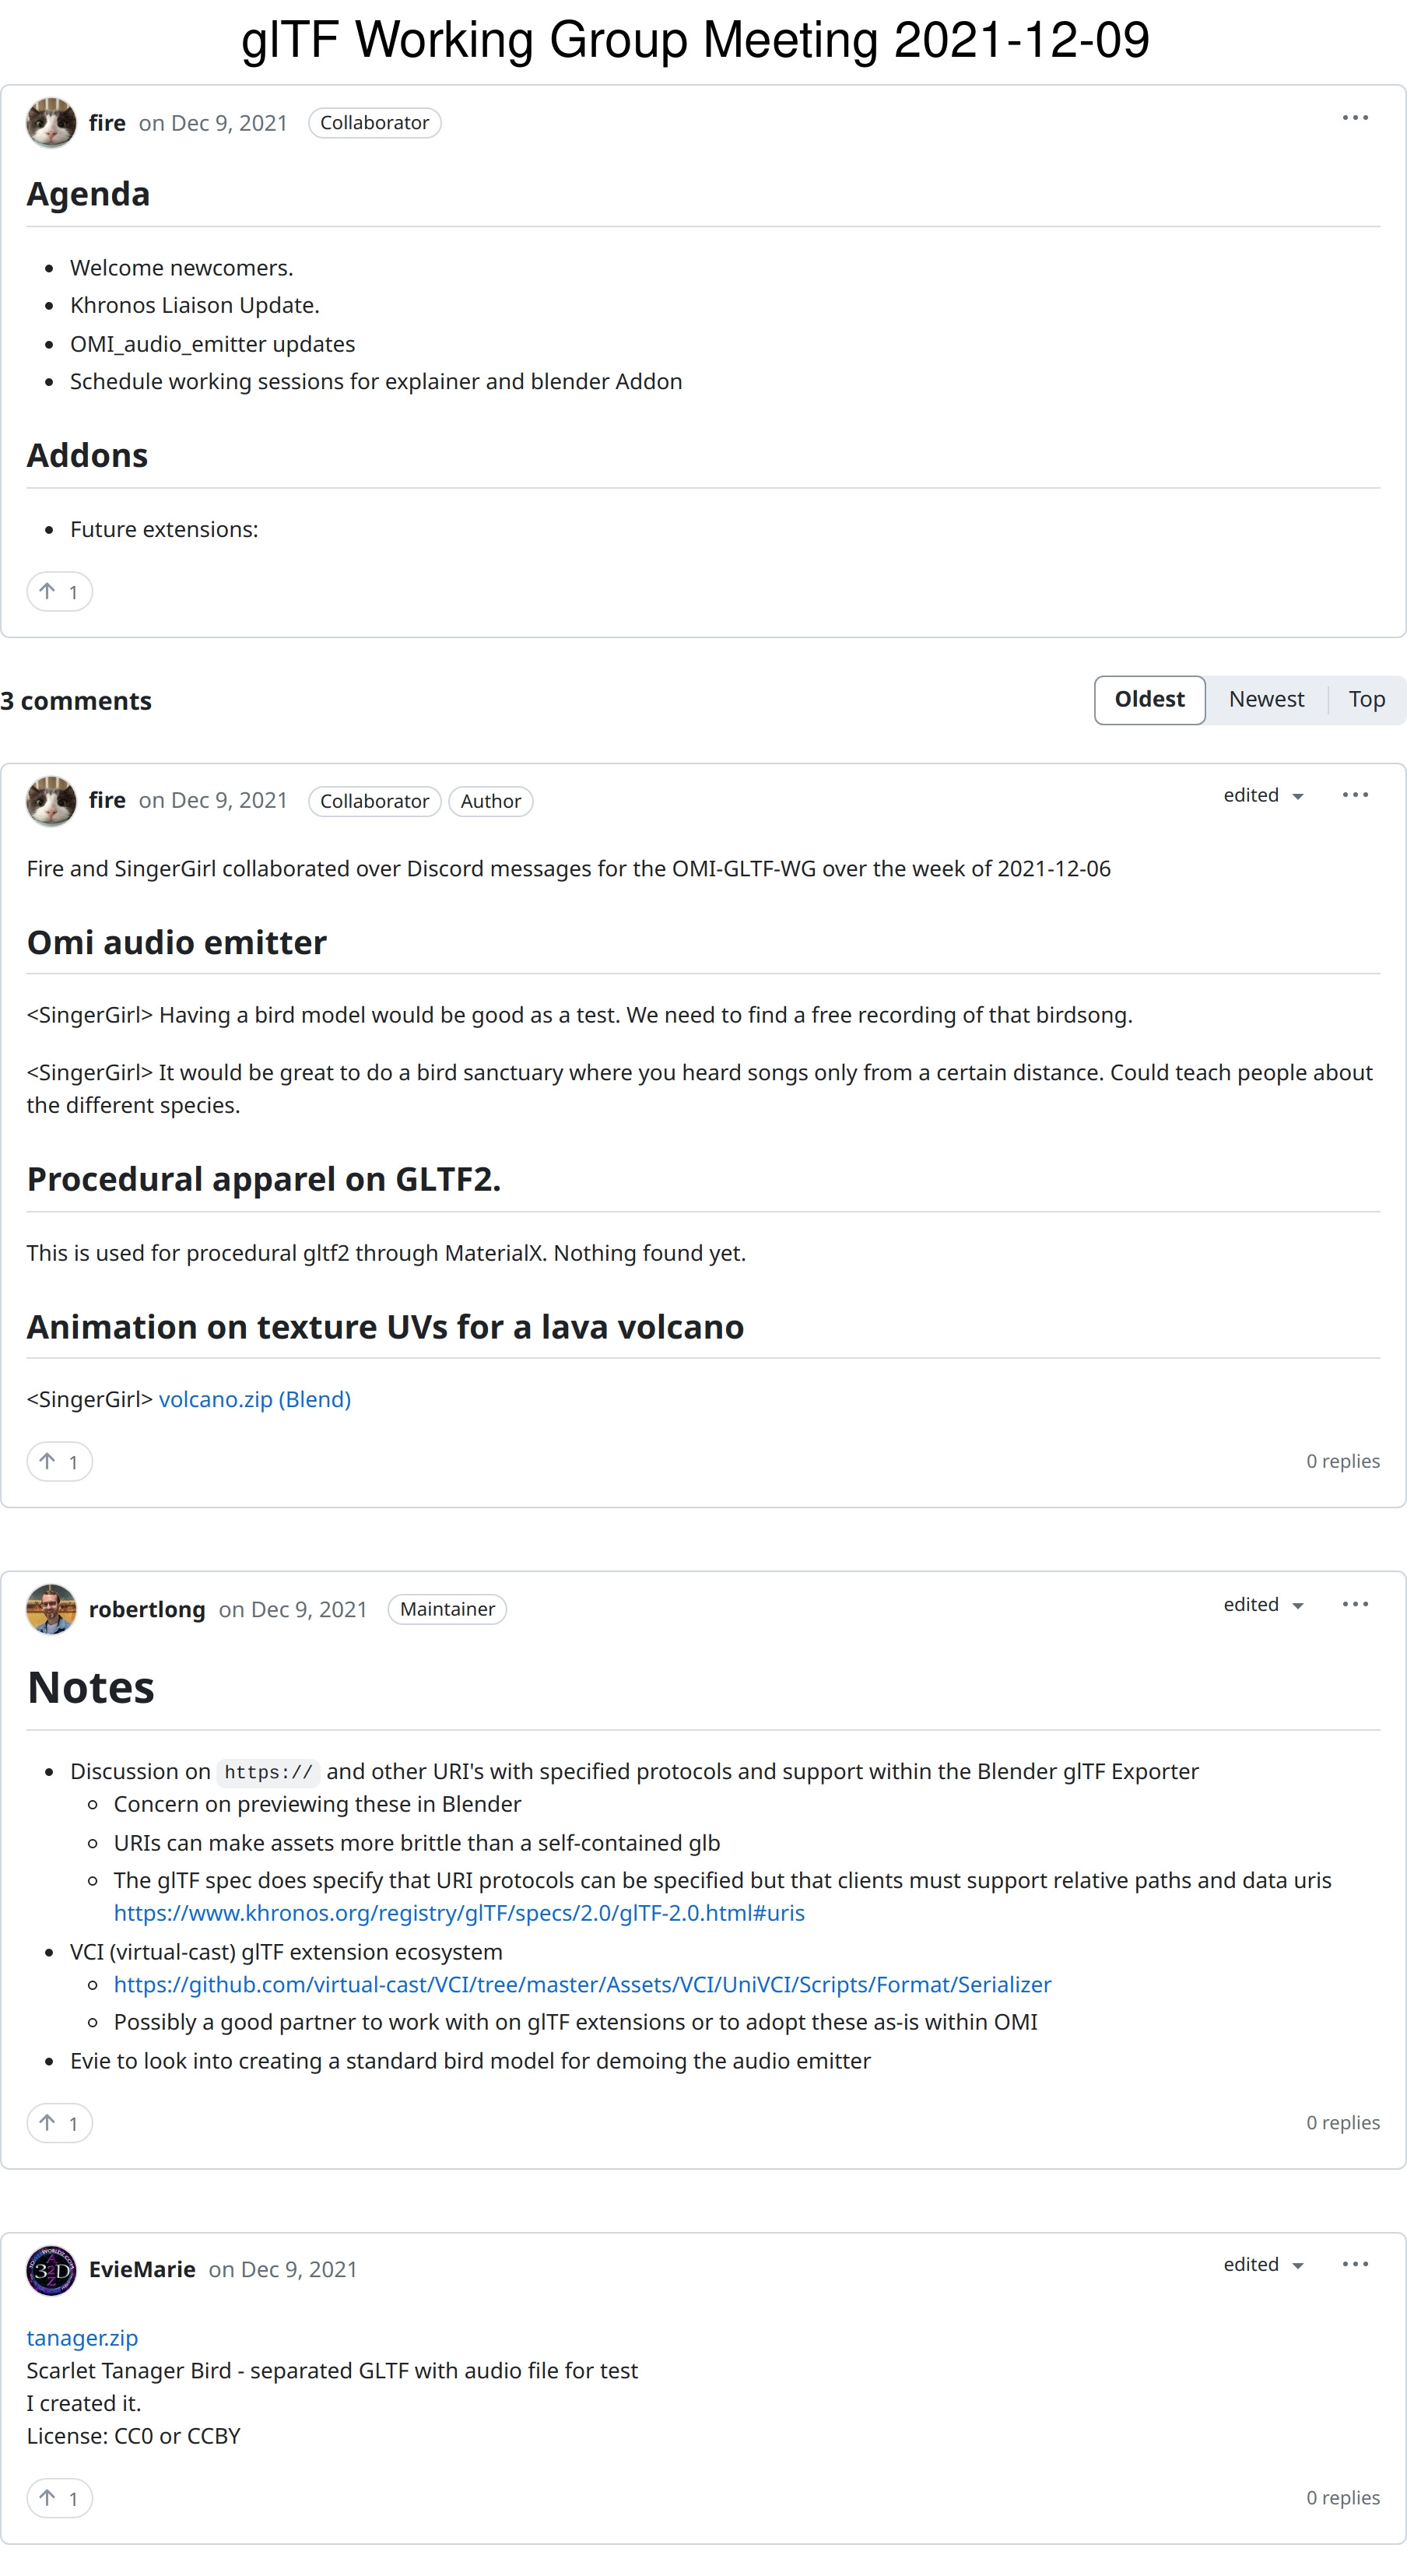 glTF Working Group Meeting 2021-12-09
fire on Dec 9, 2021 Collaborator
Agenda
Welcome newcomers.
Khronos Liaison Update.
OMI_audio_emitter updates
Schedule working sessions for explainer and blender Addon
Addons
Future extensions:
1
3 comments
Oldest Newest Top
fire on Dec 9, 2021 Collaborator Author edited
Fire and SingerGirl collaborated over Discord messages for the OMI-GLTF-WG over the week of 2021-12-06
Omi audio emitter
<SingerGirl> Having a bird model would be good as a test. We need to find a free recording of that birdsong.
<SingerGirl> It would be great to do a bird sanctuary where you heard songs only from a certain distance. Could teach people about
the different species.
Procedural apparel on GLTF2.
This is used for procedural gltf2 through MaterialX. Nothing found yet.
Animation on texture UVs for a lava volcano
<SingerGirl> volcano.zip (Blend)
1 0 replies
robertlong on Dec 9, 2021 Maintainer edited
Notes
Discussion on https:// and other URI's with specified protocols and support within the Blender glTF Exporter
Concern on previewing these in Blender
URIs can make assets more brittle than a self-contained glb
The glTF spec does specify that URI protocols can be specified but that clients must support relative paths and data uris
https://www.khronos.org/registry/glTF/specs/2.0/glTF-2.0.html#uris
VCI (virtual-cast) glTF extension ecosystem
https://github.com/virtual-cast/VCI/tree/master/Assets/VCI/UniVCI/Scripts/Format/Serializer
Possibly a good partner to work with on glTF extensions or to adopt these as-is within OMI
Evie to look into creating a standard bird model for demoing the audio emitter
1 0 replies
EvieMarie on Dec 9, 2021 edited
tanager.zip
Scarlet Tanager Bird - separated GLTF with audio file for test
I created it.
License: CC0 or CCBY
1 0 replies